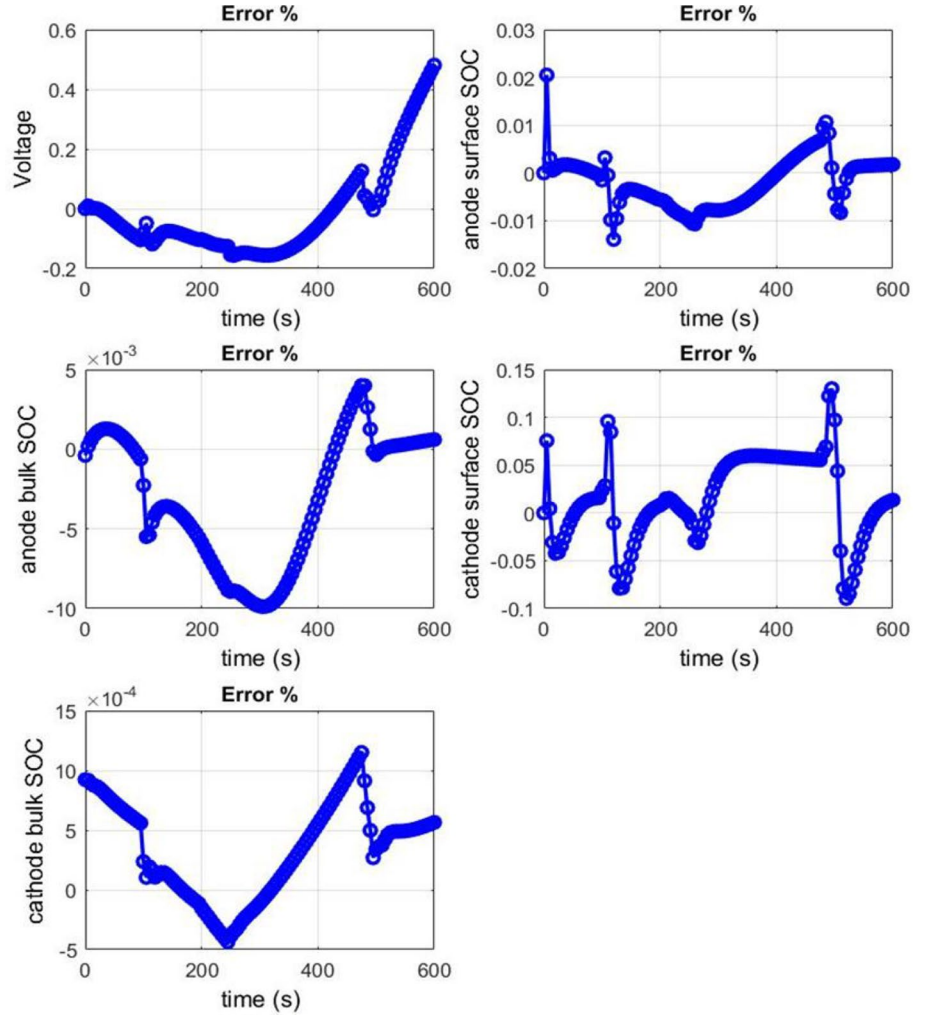 Error %
Voltage
0.6
0.4
0.2
0
-0.2
0 200 400 600
time (s)
Error %
anode surface SOC
0.03
0.02
0.01
0
-0.01
-0.02
0 200 400 600
time (s)
Error %
×10-3
anode bulk SOC
5
0
-5
-10
0 200 400 600
time (s)
Error %
cathode surface SOC
0.15
0.1
0.05
0
-0.05
-0.1
0 200 400 600
time (s)
Error %
×10-4
cathode bulk SOC
15
10
5
0
-5
0 200 400 600
time (s)